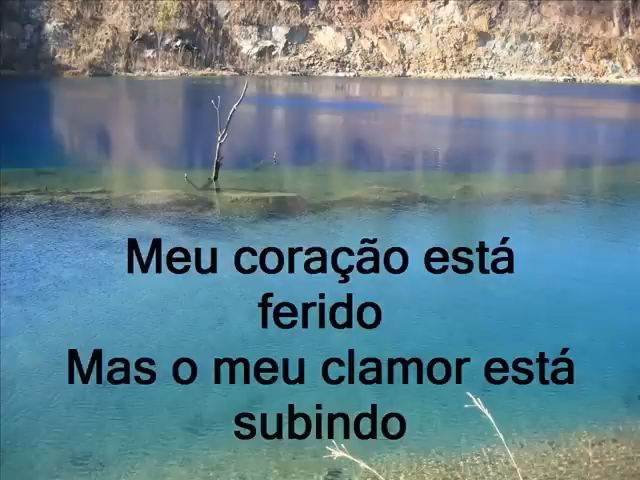 Meu coração está
ferido
Mas o meu clamor está
subindo